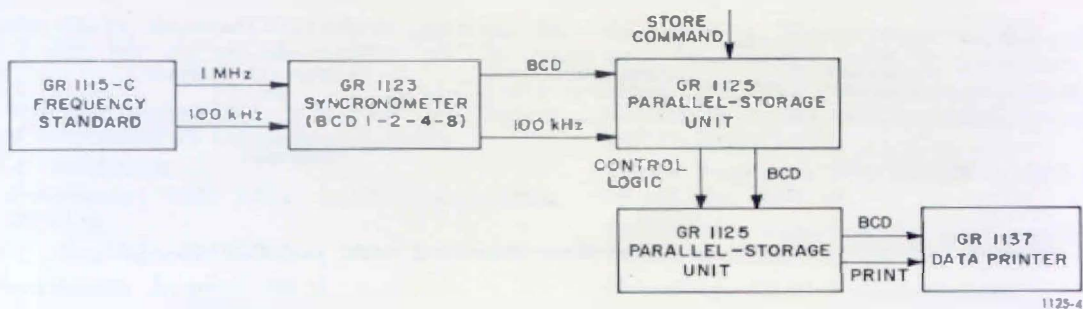 STORE
COMMAND
GR 1115-C
FREQUENCY
STANDARD
1 MHz
100 kHz
GR 1123
SYNCRONOMETER
(BCD 1-2-4-8)
BCD
100 kHz
GR 1125
PARALLEL-STORAGE
UNIT
CONTROL
LOGIC
BCD
GR 1125
PARALLEL-STORAGE
UNIT
BCD
PRINT
GR 1137
DATA PRINTER
1125-4